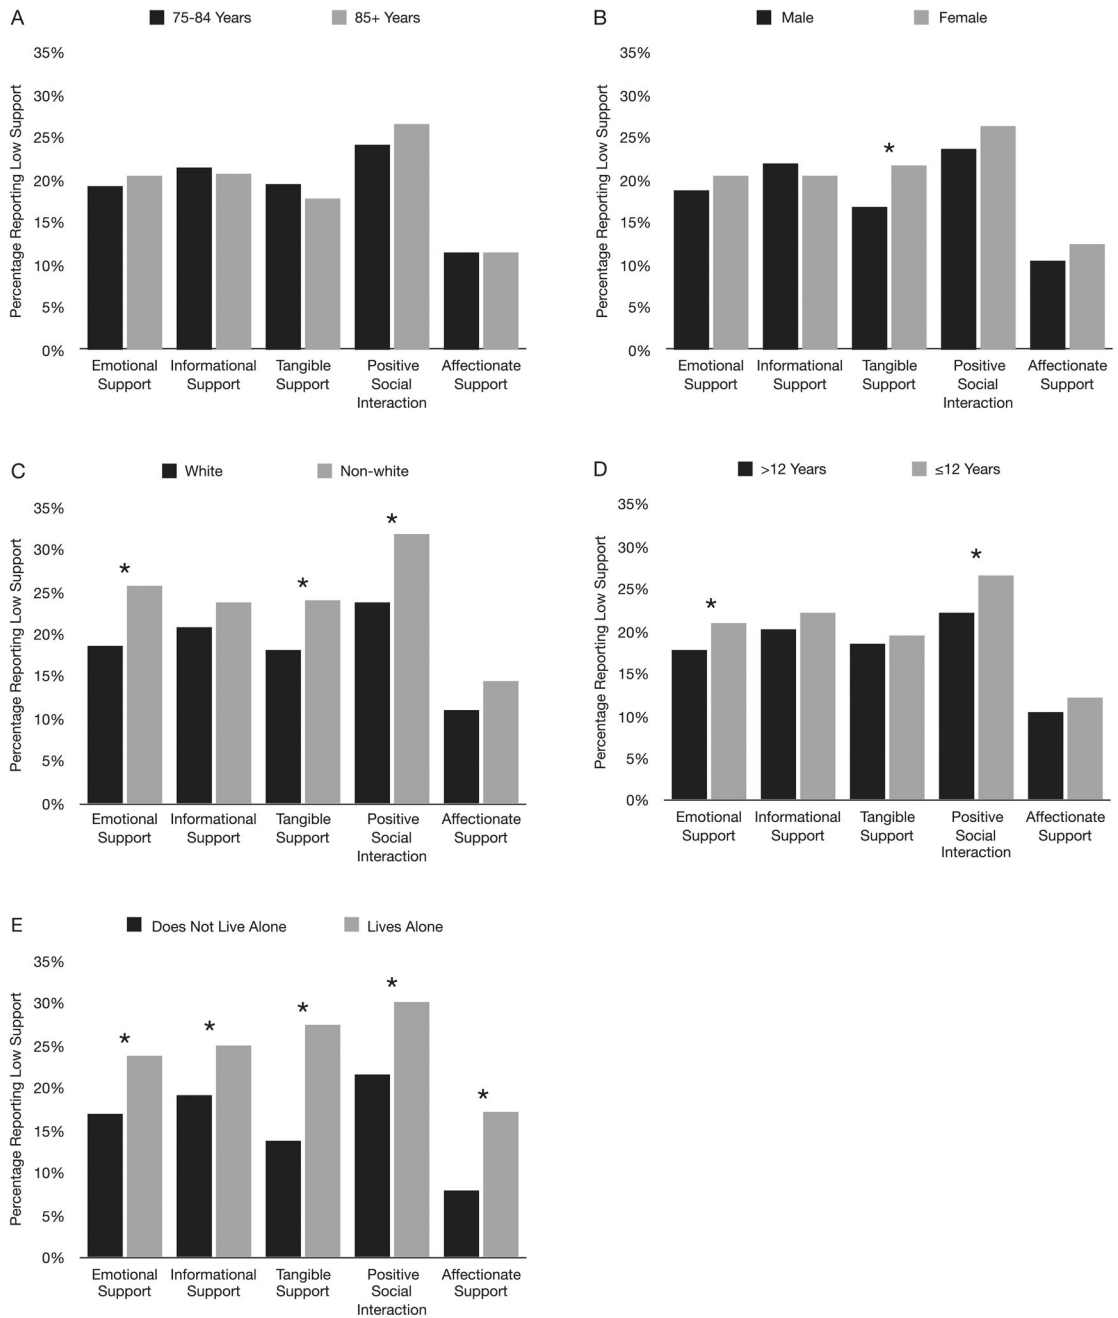 A
75-84 Years 85+ Years
Percentage Reporting Low Support
35%
30%
25%
20%
15%
10%
5%
0%
Emotional Support
Informational Support
Tangible Support
Positive Social Interaction
Affectionate Support
B
Male Female
Percentage Reporting Low Support
35%
30%
25%
20%
15%
10%
5%
0%
*
Emotional Support
Informational Support
Tangible Support
Positive Social Interaction
Affectionate Support
C
White Non-white
Percentage Reporting Low Support
35%
30%
25%
20%
15%
10%
5%
0%
* * *
Emotional Support
Informational Support
Tangible Support
Positive Social Interaction
Affectionate Support
D
>12 Years ≤12 Years
Percentage Reporting Low Support
35%
30%
25%
20%
15%
10%
5%
0%
* *
Emotional Support
Informational Support
Tangible Support
Positive Social Interaction
Affectionate Support
E
Does Not Live Alone Lives Alone
Percentage Reporting Low Support
35%
30%
25%
20%
15%
10%
5%
0%
* * * * *
Emotional Support
Informational Support
Tangible Support
Positive Social Interaction
Affectionate Support